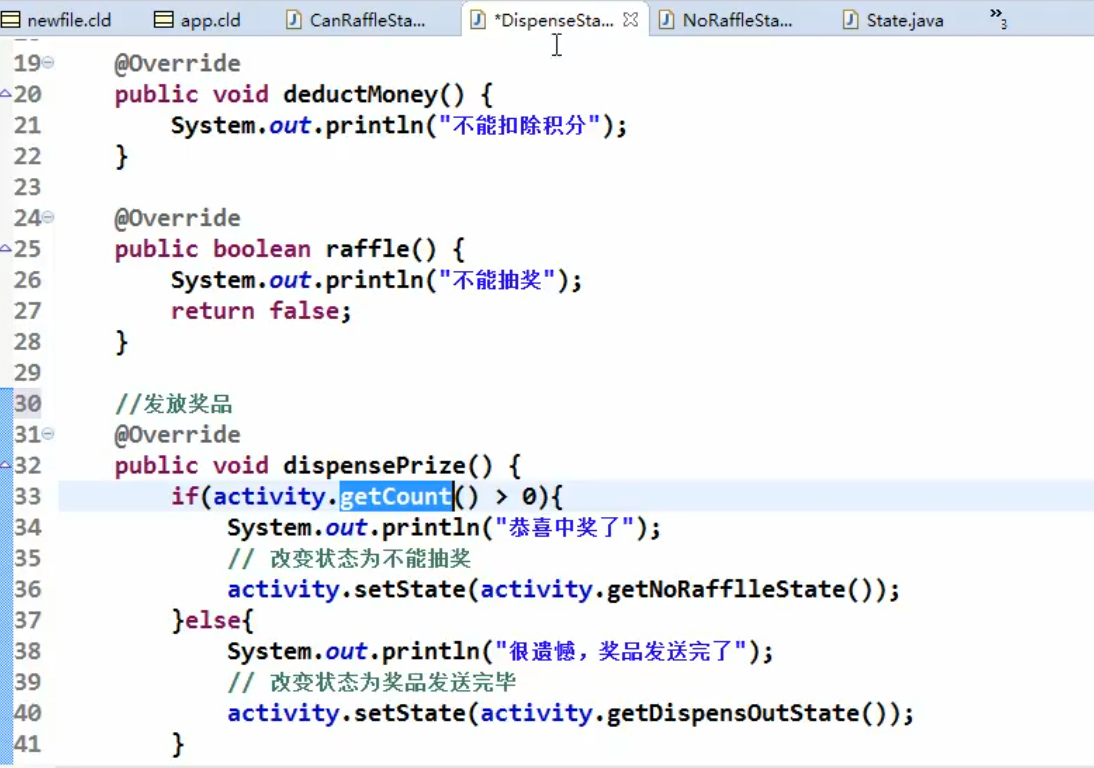 newfile.cld app.cld CanRaffleSta... *DispenseSta... NoRaffleSta... State.java »3
19 @Override
20 public void deductMoney() {
21 System.out.println("不能扣除积分");
22 }
23
24 @Override
25 public boolean raffle() {
26 System.out.println("不能抽奖");
27 return false;
28 }
29
30 //发放奖品
31 @Override
32 public void dispensePrize() {
33 if(activity.getCount() > 0){
34 System.out.println("恭喜中奖了");
35 // 改变状态为不能抽奖
36 activity.setState(activity.getNoRafflleState());
37 }else{
38 System.out.println("很遗憾，奖品发送完了");
39 // 改变状态为奖品发送完毕
40 activity.setState(activity.getDispensOutState());
41 }